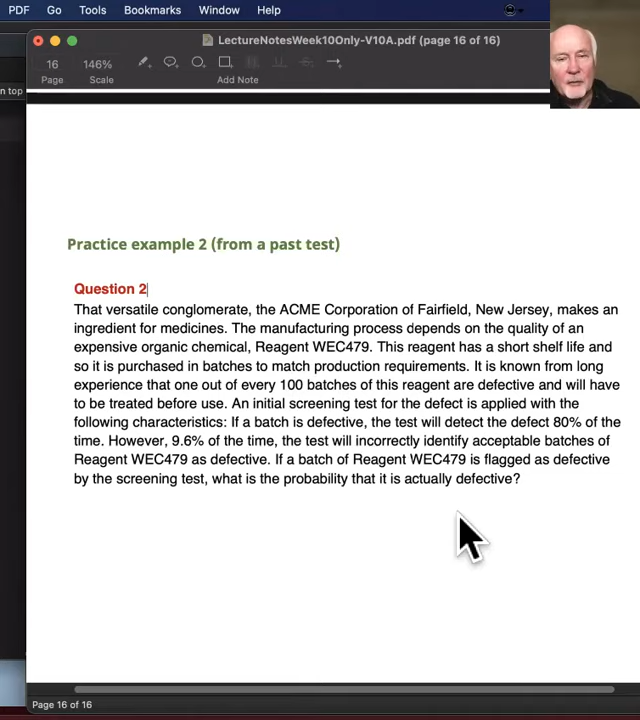 PDF Go Tools Bookmarks Window Help
LectureNotesWeek10Only-V10A.pdf (page 16 of 16)
16 146%
Page Scale Add Note
n top
Practice example 2 (from a past test)
Question 2
That versatile conglomerate, the ACME Corporation of Fairfield, New Jersey, makes an
ingredient for medicines. The manufacturing process depends on the quality of an
expensive organic chemical, Reagent WEC479. This reagent has a short shelf life and
so it is purchased in batches to match production requirements. It is known from long
experience that one out of every 100 batches of this reagent are defective and will have
to be treated before use. An initial screening test for the defect is applied with the
following characteristics: If a batch is defective, the test will detect the defect 80% of the
time. However, 9.6% of the time, the test will incorrectly identify acceptable batches of
Reagent WEC479 as defective. If a batch of Reagent WEC479 is flagged as defective
by the screening test, what is the probability that it is actually defective?
Page 16 of 16